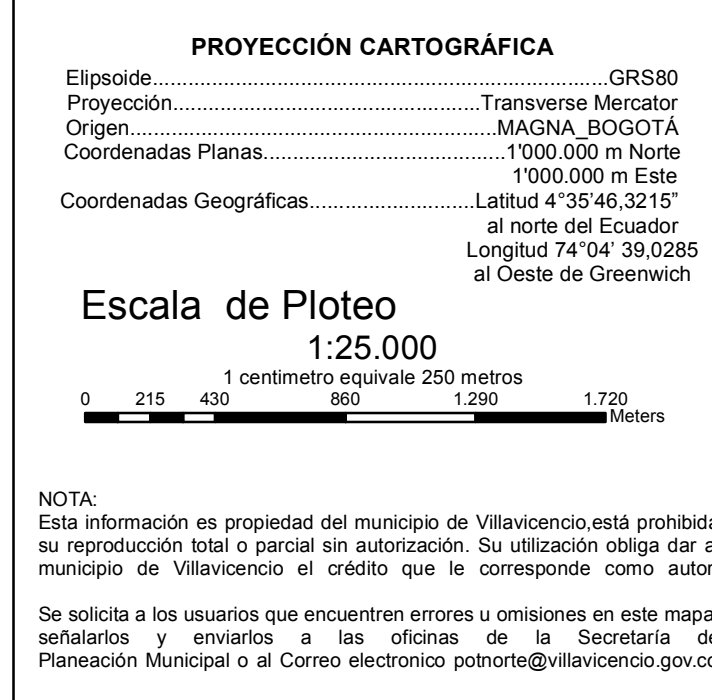 PROYECCIÓN CARTOGRÁFICA
Elipsoide..............................................................................GRS80
Proyección....................................................Transverse Mercator
Origen..............................................................MAGNA_BOGOTÁ
Coordenadas Planas.........................................1'000.000 m Norte
1'000.000 m Este
Coordenadas Geográficas............................Latitud 4°35'46,3215”
al norte del Ecuador
Longitud 74°04’ 39,0285
al Oeste de Greenwich
Escala de Ploteo
1:25.000
1 centimetro equivale 250 metros
0 215 430 860 1.290 1.720
Meters
NOTA:
Esta información es propiedad del municipio de Villavicencio,está prohibida
su reproducción total o parcial sin autorización. Su utilización obliga dar a
municipio de Villavicencio el crédito que le corresponde como autor
Se solicita a los usuarios que encuentren errores u omisiones en este mapa
señalarlos y enviarlos a las oficinas de la Secretaría de
Planeación Municipal o al Correo electronico potnorte@villavicencio.gov.co